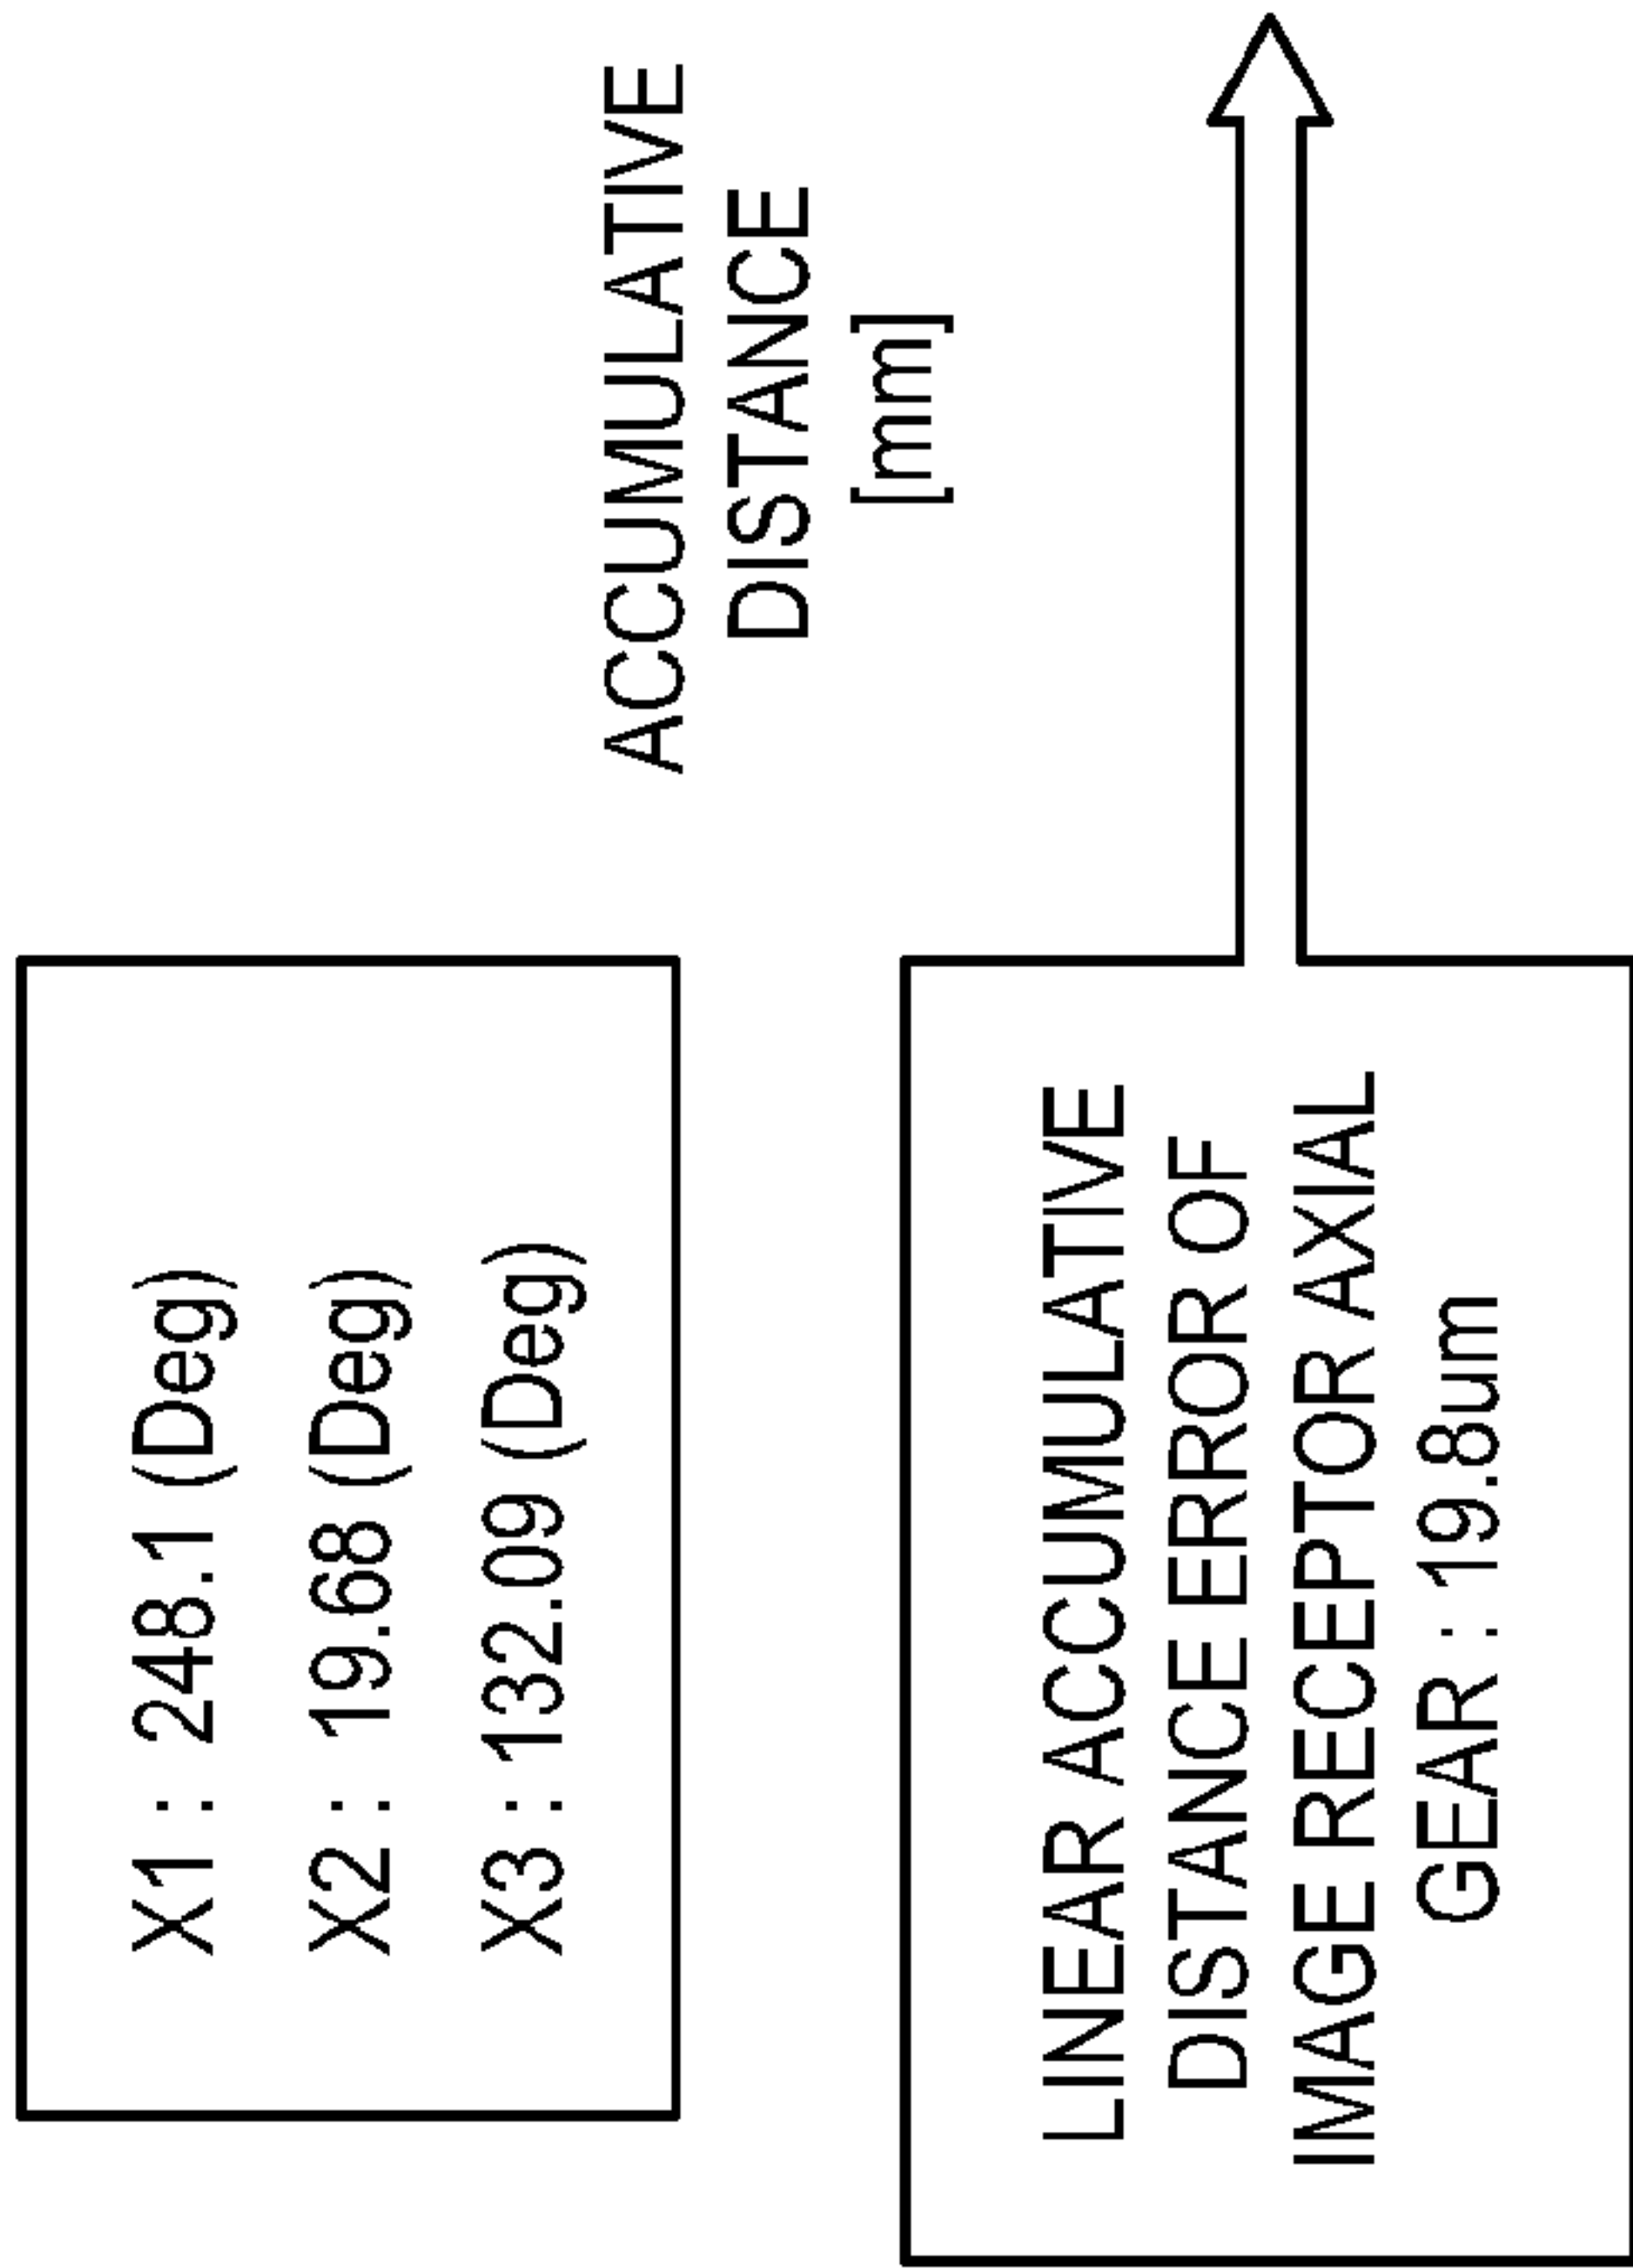 X1 : 248.1 (Deg)
X2 : 19.68 (Deg)
X3 : 132.09 (Deg)
ACCUMULATIVE
DISTANCE
[mm]
LINEAR ACCUMULATIVE
DISTANCE ERROR OF
IMAGE RECEPTOR AXIAL
GEAR : 19.8um